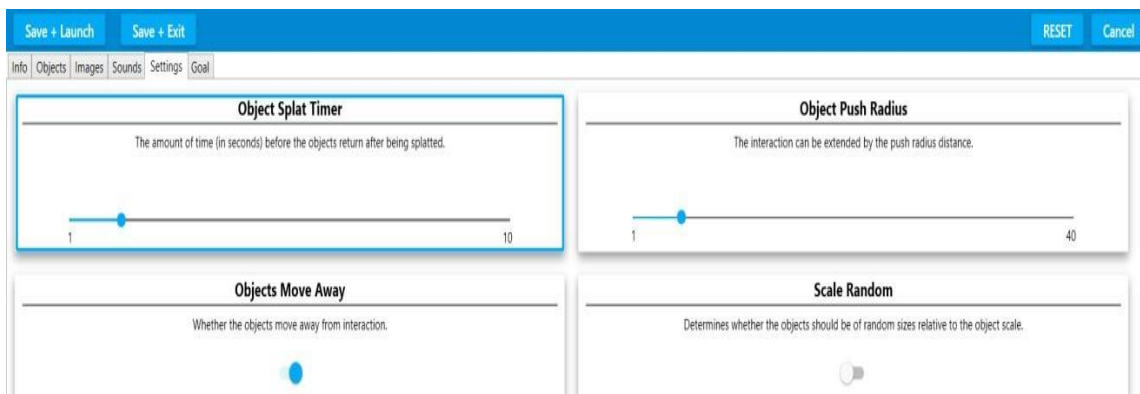 Save + Launch Save + Exit RESET Cancel
Info Objects Images Sounds Settings Goal
Object Splat Timer
The amount of time (in seconds) before the objects return after being splatted.
1 10
Object Push Radius
The interaction can be extended by the push radius distance.
1 40
Objects Move Away
Whether the objects move away from interaction.
Scale Random
Determines whether the objects should be of random sizes relative to the object scale.